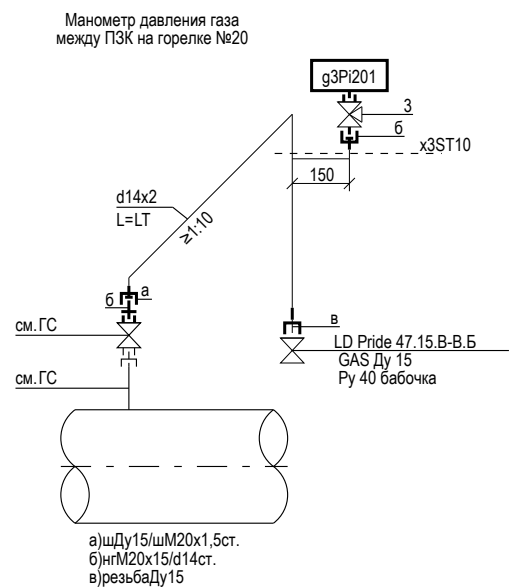 Манометр давления газа
между ПЗК на горелке №20
g3Pi201
3
б
x3ST10
150
d14x2
L=LT
≥1:10
а
б
см.ГС
в
LD Pride 47.15.В-В.Б
GAS Ду 15
Ру 40 бабочка
см.ГС
а)шДу15/шМ20х1,5ст.
б)нгМ20х15/d14ст.
в)резьбаДу15